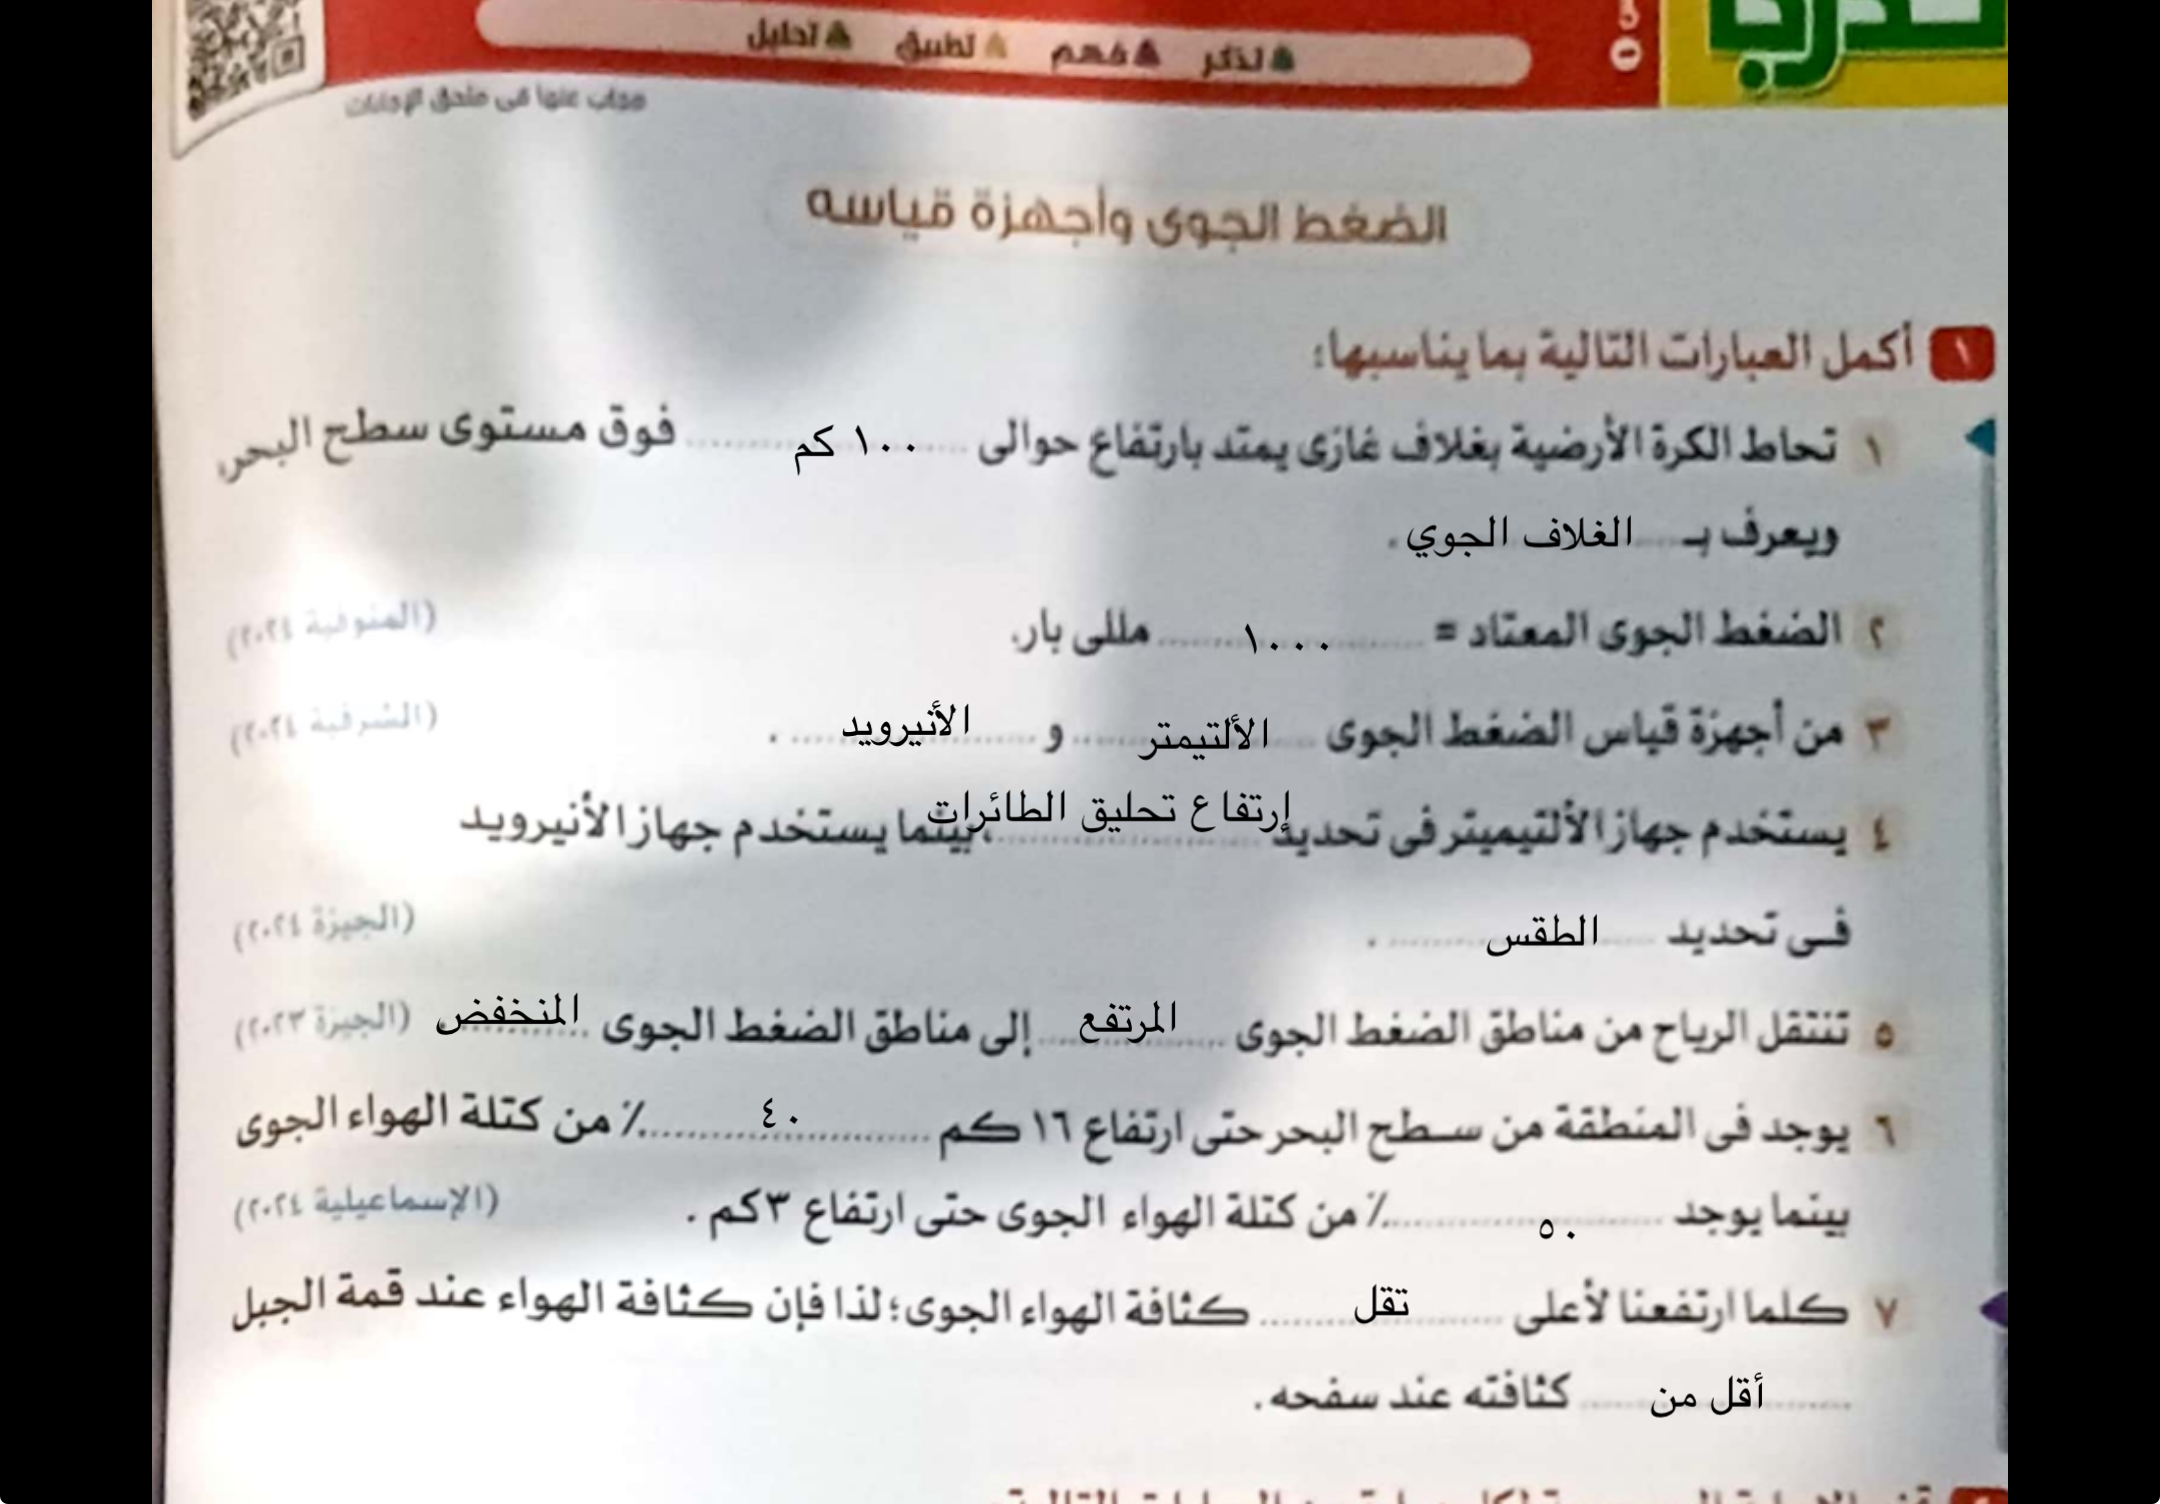 تذكر فهم تطبيق تحليل
مجاب عنها فى ملحق الإجابات
الضغط الجوى وأجهزة قياسه
١ أكمل العبارات التالية بما يناسبها:
١ تحاط الكرة الأرضية بغلاف غازى يمتد بارتفاع حوالى ١٠٠ كم فوق مستوى سطح البحر،
ويعرف بـ الغلاف الجوي .
٢ الضغط الجوى المعتاد = ١٠٠٠ مللى بار. (المنوفية ٢٠٢٤)
٣ من أجهزة قياس الضغط الجوى الألتيمتر و الأنيرويد . (الشرقية ٢٠٢٤)
٤ يستخدم جهاز الألتيميتر فى تحديد إرتفاع تحليق الطائرات، بينما يستخدم جهاز الأنيرويد
فى تحديد الطقس . (الجيزة ٢٠٢٤)
٥ تنتقل الرياح من مناطق الضغط الجوى المرتفع إلى مناطق الضغط الجوى المنخفض . (الجيزة ٢٠٢٣)
٦ يوجد فى المنطقة من سطح البحر حتى ارتفاع ١٦ كم ٤٠ ٪ من كتلة الهواء الجوى
بينما يوجد ٥٠ ٪ من كتلة الهواء الجوى حتى ارتفاع ٣ كم . (الإسماعيلية ٢٠٢٤)
٧ كلما ارتفعنا لأعلى تقل كثافة الهواء الجوى؛ لذا فإن كثافة الهواء عند قمة الجبل
أقل من كثافته عند سفحه .